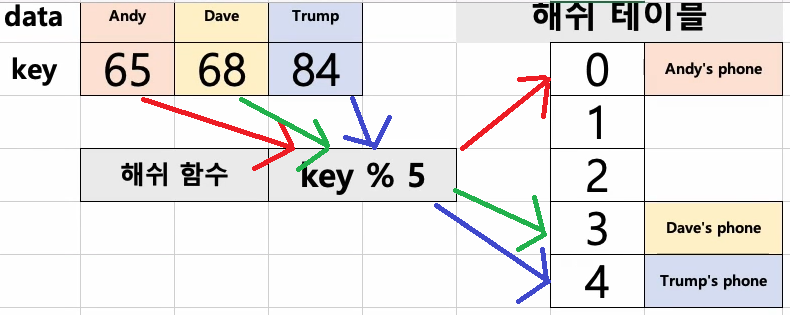 data Andy Dave Trump
key 65 68 84
해쉬 함수 key % 5
해쉬 테이블
0 Andy's phone
1
2
3 Dave's phone
4 Trump's phone